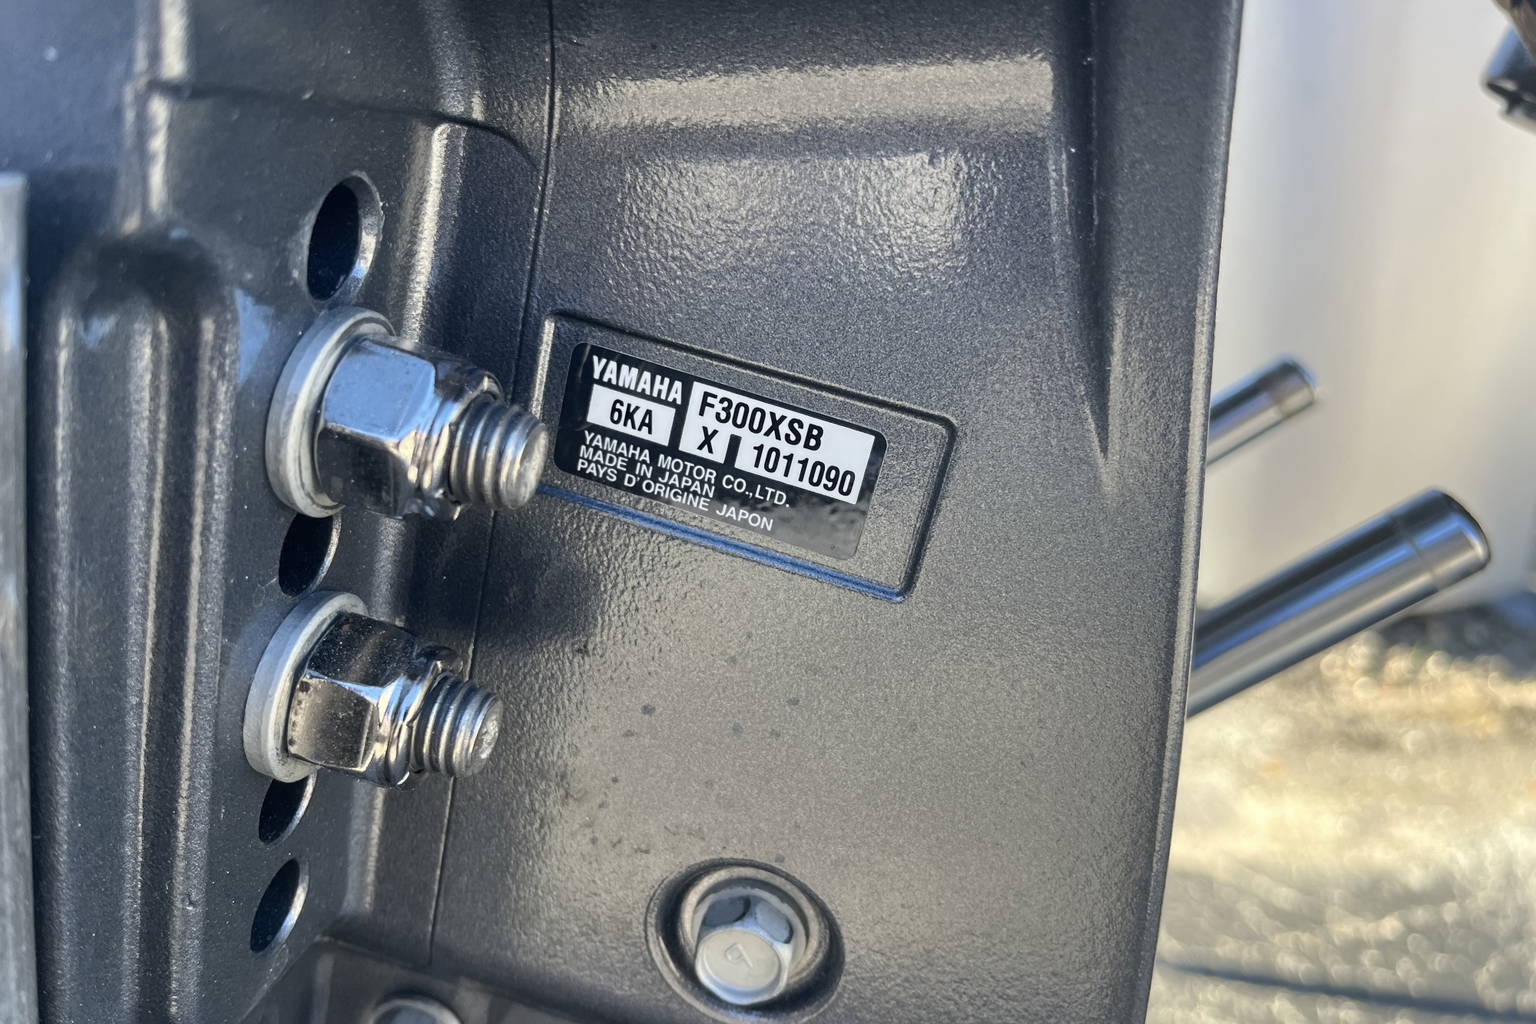 YAMAHA
F300XSB
6KA
X 1011090
YAMAHA MOTOR CO.,LTD.
MADE IN JAPAN
PAYS D'ORIGINE JAPON